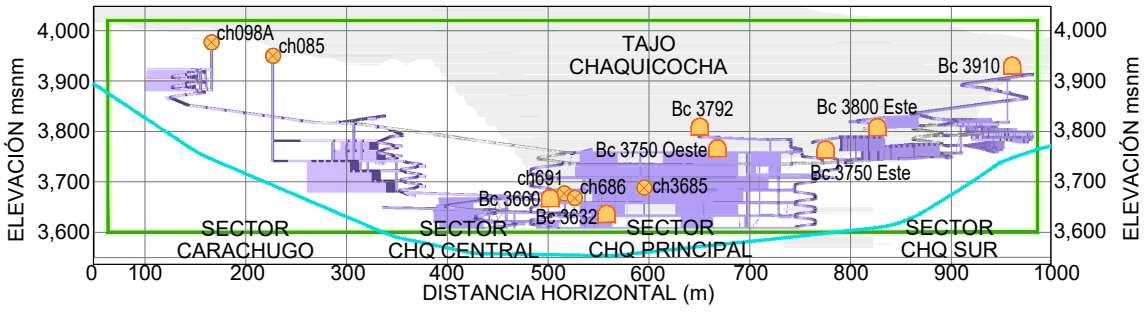 4,000
3,900
3,800
3,700
3,600
ELEVACIÓN msnm
ch098A
ch085
TAJO
CHAQUICOCHA
Bc 3910
Bc 3792
Bc 3800 Este
Bc 3750 Oeste
Bc 3750 Este
ch691
ch686
ch3685
Bc 3660
Bc 3632
SECTOR
CARACHUGO
SECTOR
CHQ CENTRAL
SECTOR
CHQ PRINCIPAL
SECTOR
CHQ SUR
4,000
3,900
3,800
3,700
3,600
ELEVACIÓN msnm
0 100 200 300 400 500 600 700 800 900 1000
DISTANCIA HORIZONTAL (m)